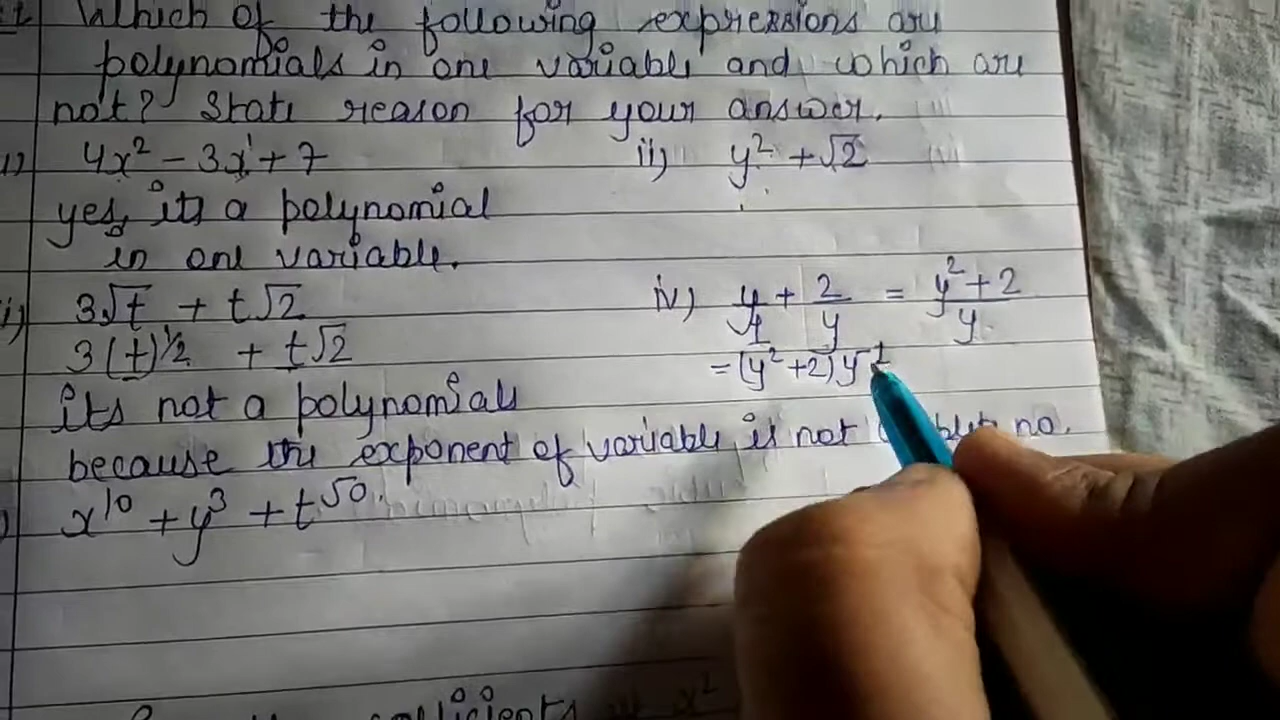 Which of the following expressions are
polynomials in one variable and which are
not? State reason for your answer.
i) 4x² - 3x¹ + 7
ii) y² + √2
yes, its a polynomial
in one variable.
3√t + t√2
iv) y/1 + 2/y = y² + 2 / y
3(t)^1/2 + t√2
= (y² + 2) y⁻¹
its not a polynomials
because the exponent of variable is not no.
x¹⁰ + y³ + t⁵⁰.
x²